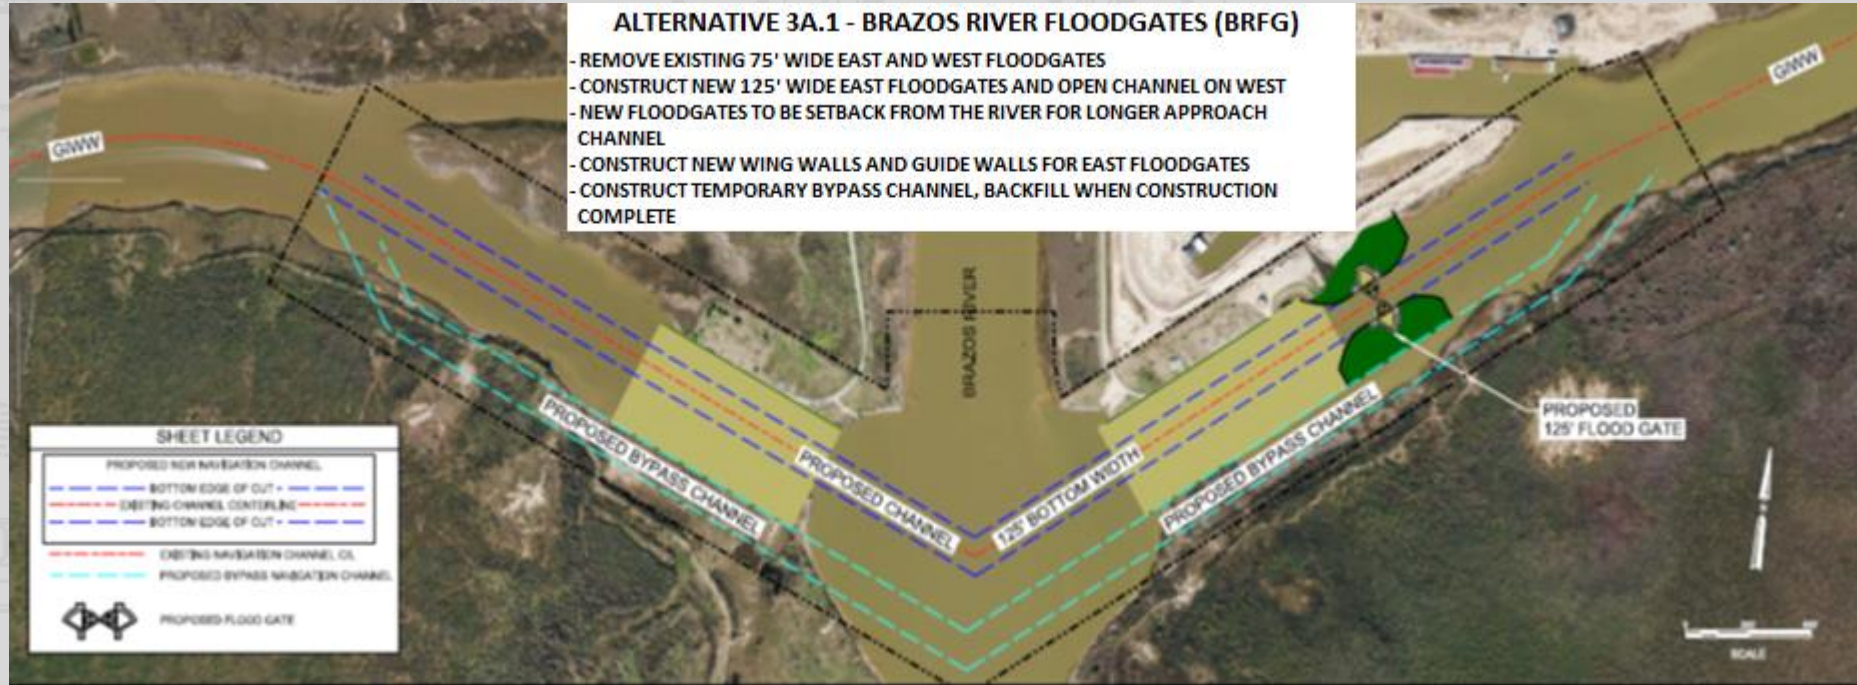 ALTERNATIVE 3A.1 - BRAZOS RIVER FLOODGATES (BRFG)
- REMOVE EXISTING 75' WIDE EAST AND WEST FLOODGATES
- CONSTRUCT NEW 125' WIDE EAST FLOODGATES AND OPEN CHANNEL ON WEST
- NEW FLOODGATES TO BE SETBACK FROM THE RIVER FOR LONGER APPROACH
CHANNEL
- CONSTRUCT NEW WING WALLS AND GUIDE WALLS FOR EAST FLOODGATES
- CONSTRUCT TEMPORARY BYPASS CHANNEL, BACKFILL WHEN CONSTRUCTION
COMPLETE
GIWW
GIWW
BRAZOS RIVER
PROPOSED BYPASS CHANNEL
PROPOSED CHANNEL
125' BOTTOM WIDTH
PROPOSED BYPASS CHANNEL
PROPOSED
125' FLOOD GATE
SHEET LEGEND
PROPOSED NEW NAVIGATION CHANNEL
BOTTOM EDGE OF CUT
EXISTING CHANNEL CENTERLINE
BOTTOM EDGE OF CUT
EXISTING NAVIGATION CHANNEL C/L
PROPOSED BYPASS NAVIGATION CHANNEL
PROPOSED FLOOD GATE
SCALE